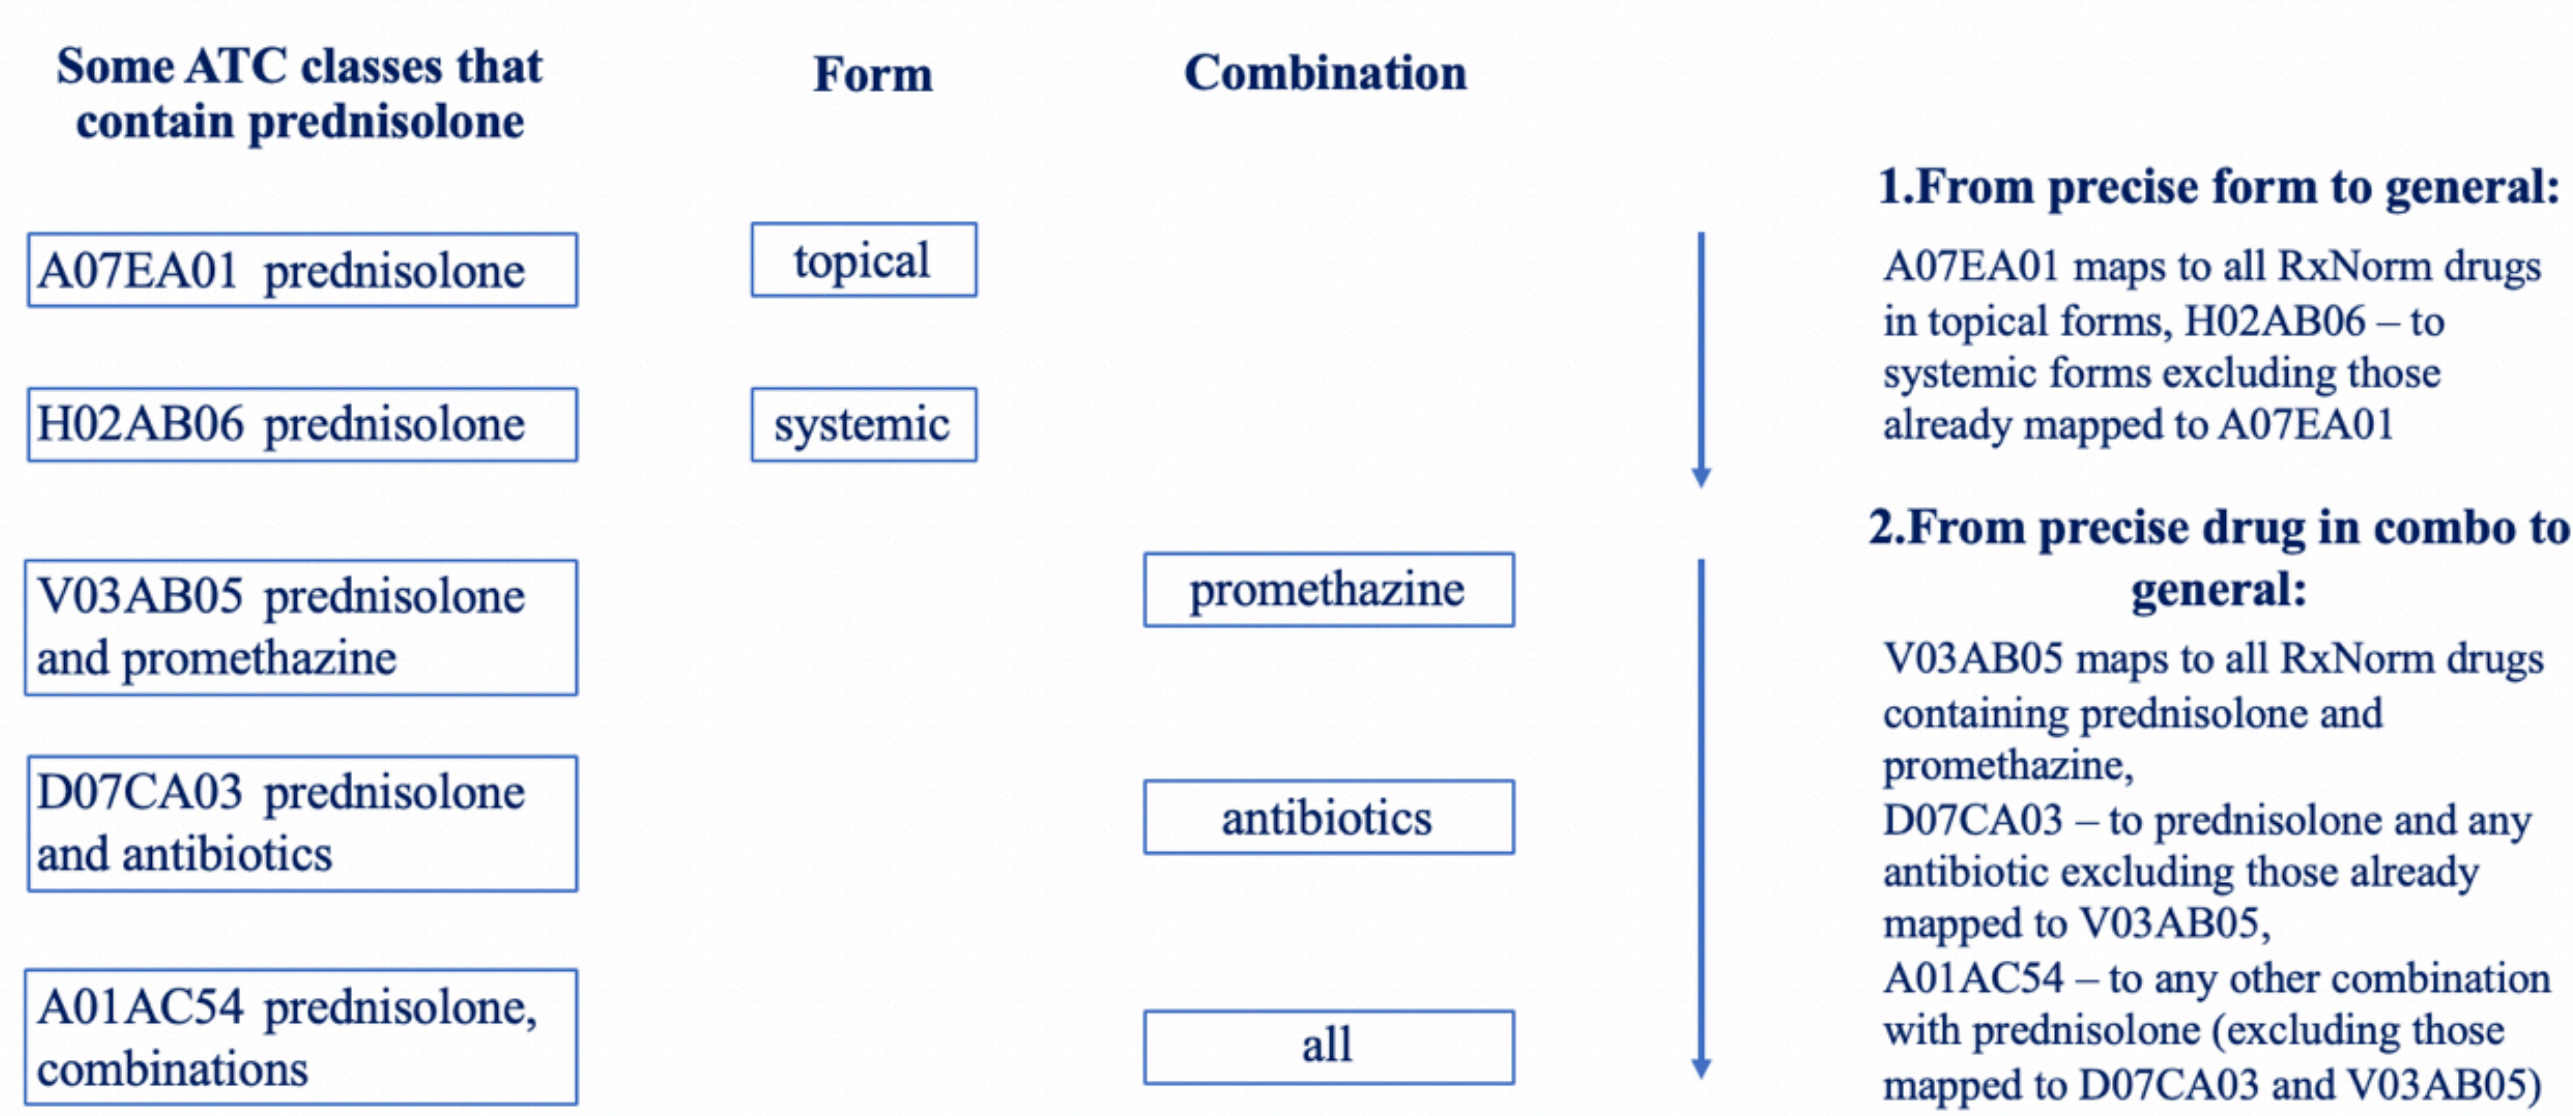 Some ATC classes that
contain prednisolone
Form
Combination
A07EA01 prednisolone
topical
H02AB06 prednisolone
systemic
V03AB05 prednisolone
and promethazine
promethazine
D07CA03 prednisolone
and antibiotics
antibiotics
A01AC54 prednisolone,
combinations
all
1.From precise form to general:
A07EA01 maps to all RxNorm drugs
in topical forms, H02AB06 – to
systemic forms excluding those
already mapped to A07EA01
2.From precise drug in combo to
general:
V03AB05 maps to all RxNorm drugs
containing prednisolone and
promethazine,
D07CA03 – to prednisolone and any
antibiotic excluding those already
mapped to V03AB05,
A01AC54 – to any other combination
with prednisolone (excluding those
mapped to D07CA03 and V03AB05)